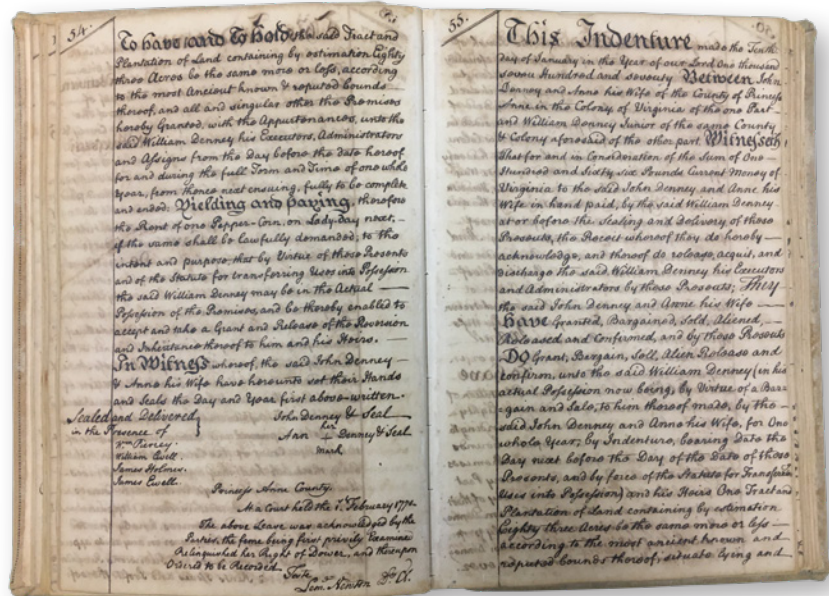 54.
To have and To hold the said Tract and
Plantation of Land containing by estimation Eighty
three Acres be the same more or less, according
to the most Ancient known & reputed bounds
thereof, and all and singular other the Premises
hereby Granted, with the Appurtenances, unto the
said William Denney his Executors, Administrators
and Assigns from the Day before the date hereof
for and during the full Term and Time of one whole
Year, from thence next ensuing, fully to be complete
and ended. Yielding and Paying, therefore
the Rent of one Pepper-Corn, on Lady-Day next,
if the same shall be lawfully demanded; to the
intent and purpose, that by Virtue of these Presents
and of the Statute for transferring Uses into Possession
the said William Denney may be in the Actual
Possession of the Premises, and be thereby enabled to
accept and take a Grant and Release of the Reversion
and Inheritance thereof to him and his Heirs.
In Witness whereof, the said John Denney
& Anne his Wife have hereunto set their Hands
and Seals the Day and Year first above-written.
Sealed and Delivered } John Denney & Seal
in the Presence of her
Ann + Denney & Seal
mark
Wm. Piercy.
William Ewell.
James Holmes.
James Ewell.
Princess Anne County.
At a Court held the 1st. February 1770.
The above Lease was acknowledged by the
Parties, the feme being first privily Examine
Relinquished her Right of Dower, and thereupon
Ordered to be Recorded
Teste
Lem. Newton Dy. Cl.
55.
This Indenture made the Tenth
day of January in the Year of our Lord One thousand
seven Hundred and seventy Between John
Denney and Anne his Wife of the County of Princess
Anne in the Colony of Virginia of the one Part
and William Denney Junior of the same County
& Colony aforesaid of the other part Witnesseth
That for and in Consideration of the Sum of One
Hundred and Sixty six Pounds Current Money of
Virginia to the said John Denney, and Anne his
Wife in hand paid, by the said William Denney
at or before the Sealing and Delivery of these
Presents, the Receit whereof they do hereby
acknowledge, and thereof do release, acquit, and
discharge the said William Denney his Executors
and Administrators by these Presents; They
the said John Denney and Anne his Wife
Have Granted, Bargained, Sold, Aliened,
Released and Confirmed, and by these Presents
Do Grant, Bargain, Sell, Alien Release and
Confirm, unto the said William Denney (in his
actual Possession now being, by Virtue of a Bar=
=gain and Sale, to him thereof made, by the
said John Denney and Anne his Wife, for One
whole Year; by Indenture, bearing Date the
Day next before the Day of the Date of these
Presents, and by force of the Statute for Transferrin
Uses into Possession) and his Heirs One Tract and
Plantation of Land containing by estimation
Eighty three Acres be the same more or less
according to the most ancient known and
reputed bounds thereof, situate lying and